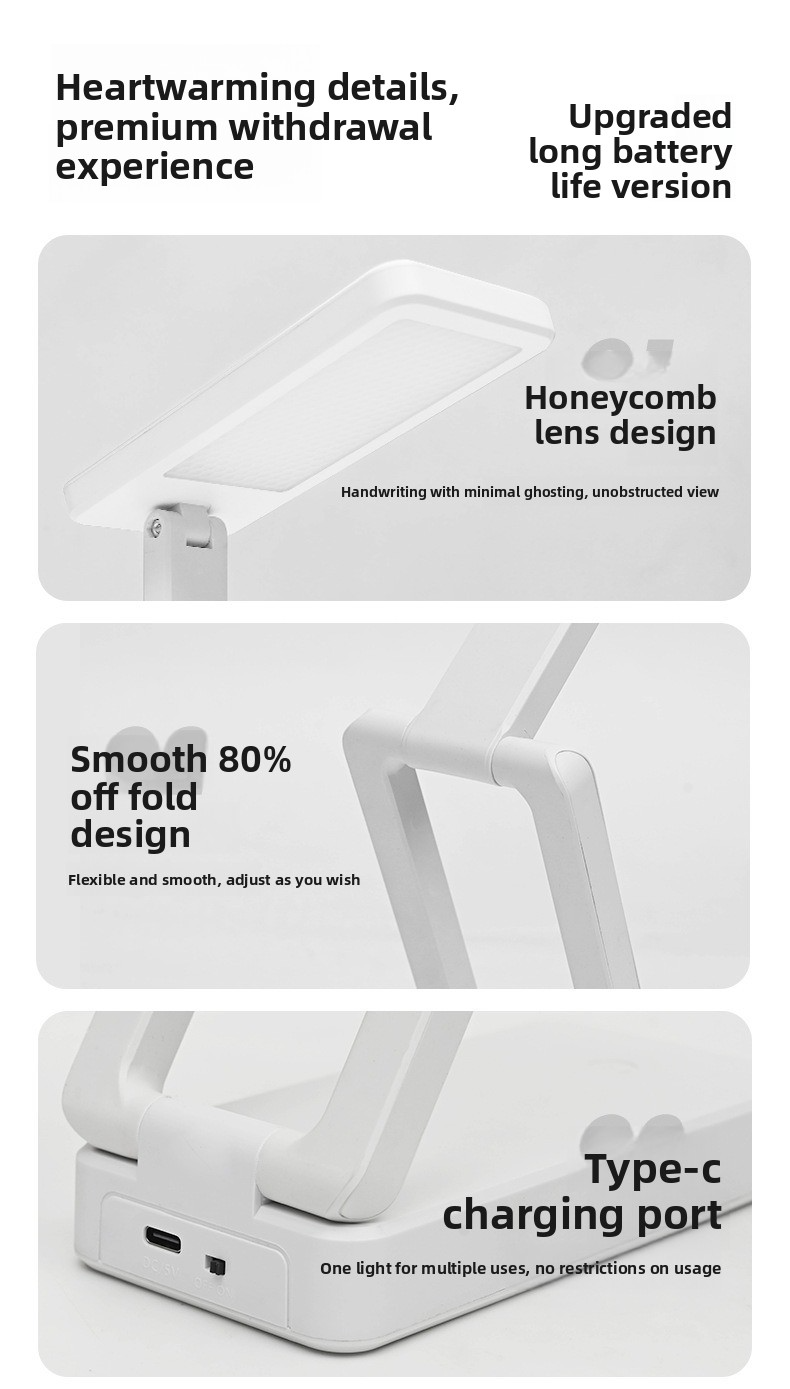 Heartwarming details,
premium withdrawal
experience
Upgraded
long battery
life version
Honeycomb
lens design
Handwriting with minimal ghosting, unobstructed view
Smooth 80%
off fold
design
Flexible and smooth, adjust as you wish
Type-c
charging port
One light for multiple uses, no restrictions on usage